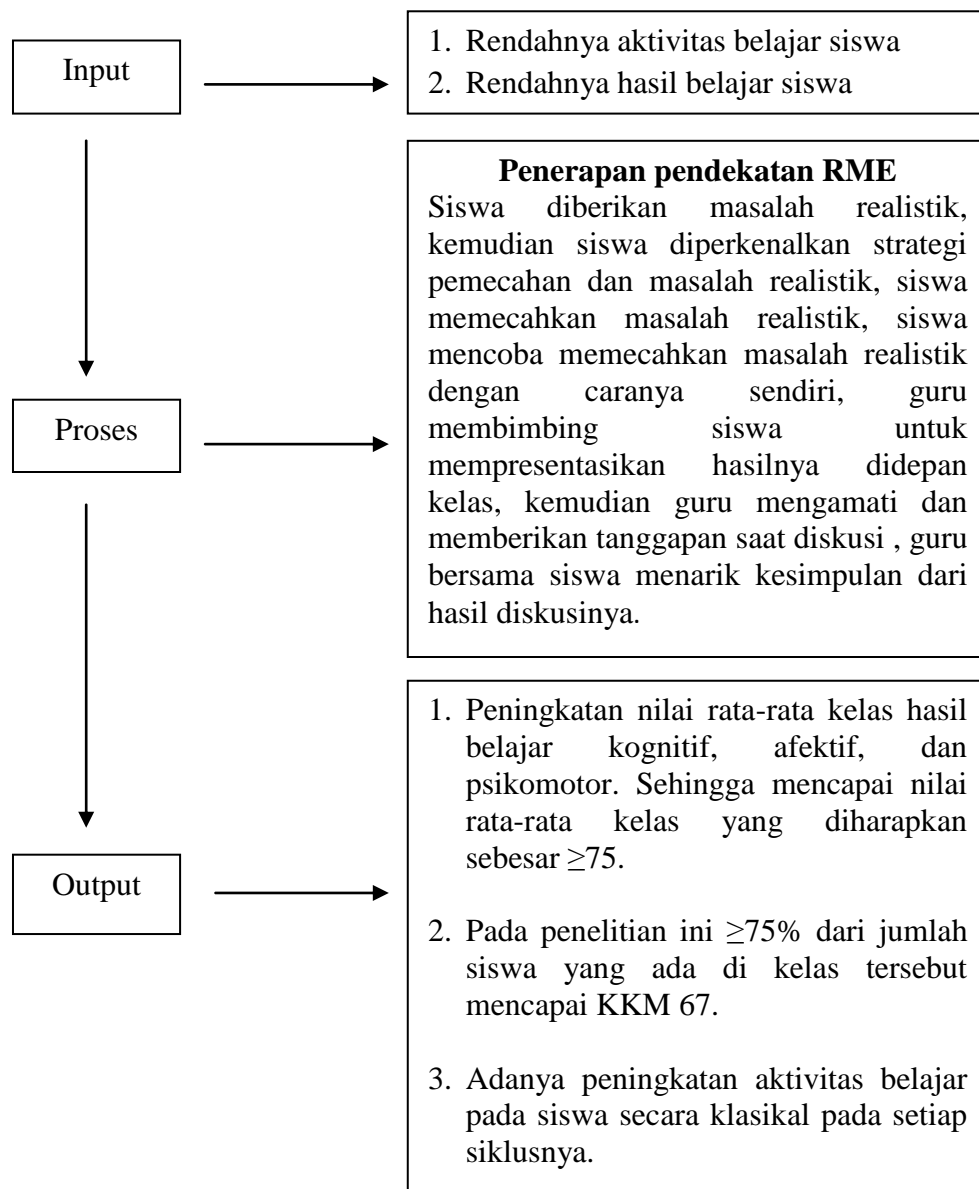 Input
1. Rendahnya aktivitas belajar siswa
2. Rendahnya hasil belajar siswa
Penerapan pendekatan RME
Siswa diberikan masalah realistik,
kemudian siswa diperkenalkan strategi
pemecahan dan masalah realistik, siswa
memecahkan masalah realistik, siswa
mencoba memecahkan masalah realistik
dengan caranya sendiri, guru
membimbing siswa untuk
mempresentasikan hasilnya didepan
kelas, kemudian guru mengamati dan
memberikan tanggapan saat diskusi , guru
bersama siswa menarik kesimpulan dari
hasil diskusinya.
Proses
1. Peningkatan nilai rata-rata kelas hasil
belajar kognitif, afektif, dan
psikomotor. Sehingga mencapai nilai
rata-rata kelas yang diharapkan
sebesar ≥75.
Output
2. Pada penelitian ini ≥75% dari jumlah
siswa yang ada di kelas tersebut
mencapai KKM 67.
3. Adanya peningkatan aktivitas belajar
pada siswa secara klasikal pada setiap
siklusnya.